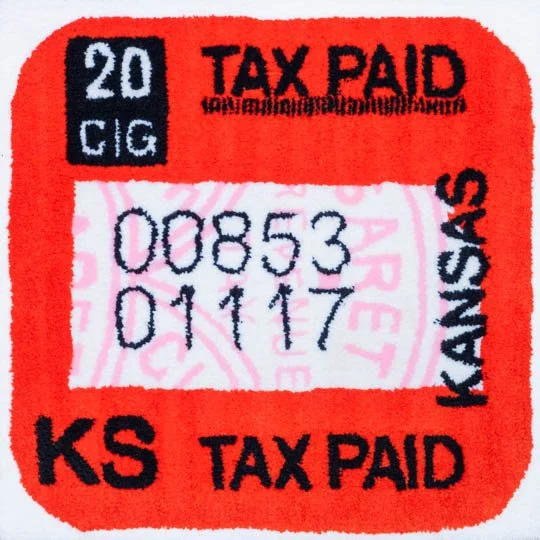 20
CIG
TAX PAID
00853
01117
KANSAS
KS
TAX PAID